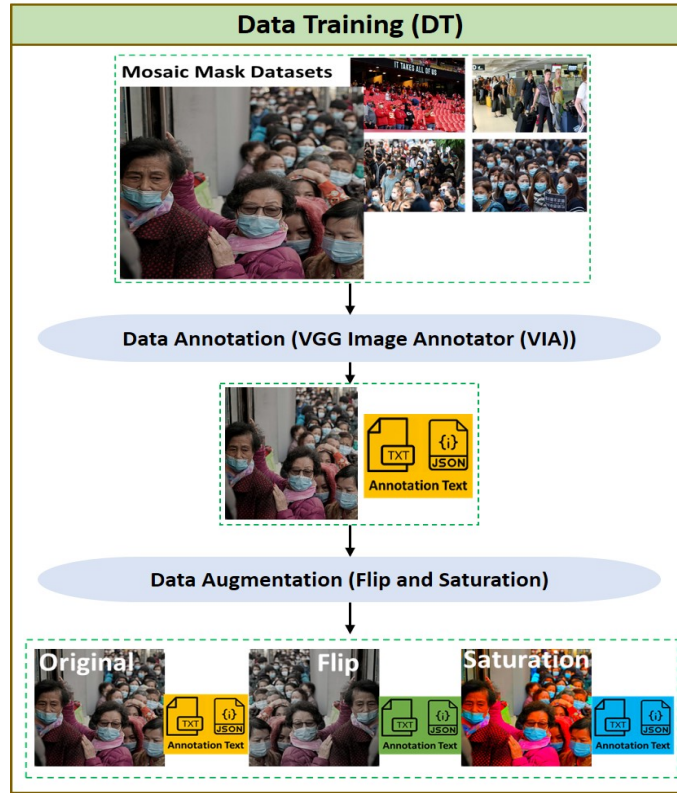 Data Training (DT)
Mosaic Mask Datasets
IT TAKES ALL OF US
Data Annotation (VGG Image Annotator (VIA))
TXT
{i}
JSON
Annotation Text
Data Augmentation (Flip and Saturation)
Original
Flip
Saturation
TXT
{i}
JSON
Annotation Text
TXT
{i}
JSON
Annotation Text
TXT
{i}
JSON
Annotation Text